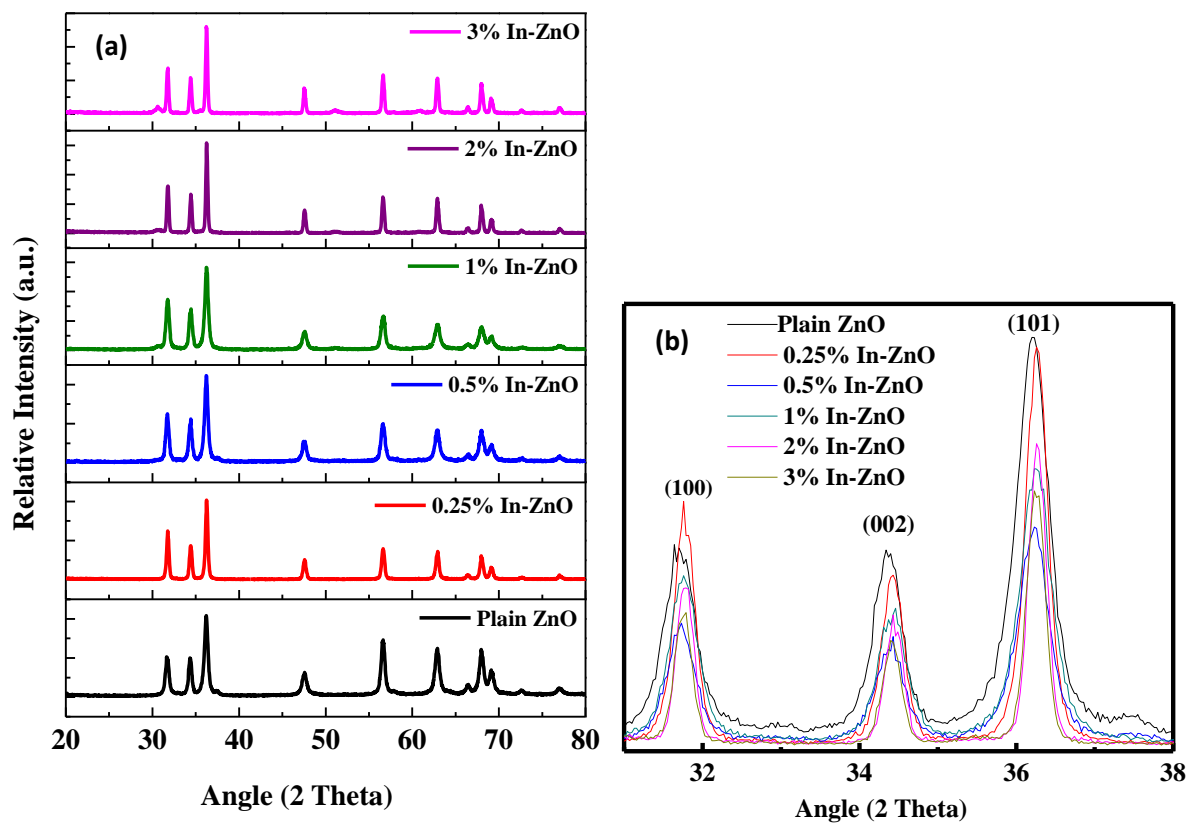 (a)
3% In-ZnO
2% In-ZnO
1% In-ZnO
0.5% In-ZnO
0.25% In-ZnO
Plain ZnO
Relative Intensity (a.u.)
20 30 40 50 60 70 80
Angle (2 Theta)
(b)
Plain ZnO
0.25% In-ZnO
0.5% In-ZnO
1% In-ZnO
2% In-ZnO
3% In-ZnO
(100)
(002)
(101)
32 34 36 38
Angle (2 Theta)